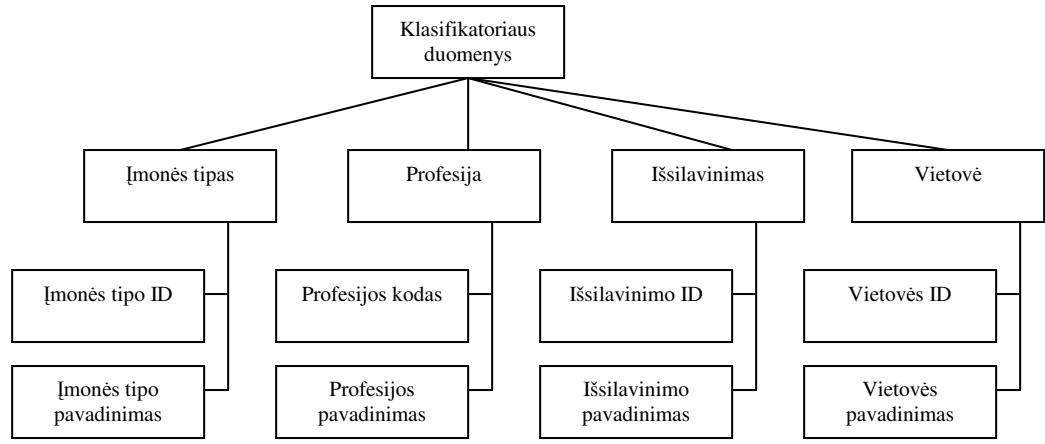 Klasifikatoriaus
duomenys
Įmonės tipas
Profesija
Išsilavinimas
Vietovė
Įmonės tipo ID
Profesijos kodas
Išsilavinimo ID
Vietovės ID
Įmonės tipo
pavadinimas
Profesijos
pavadinimas
Išsilavinimo
pavadinimas
Vietovės
pavadinimas